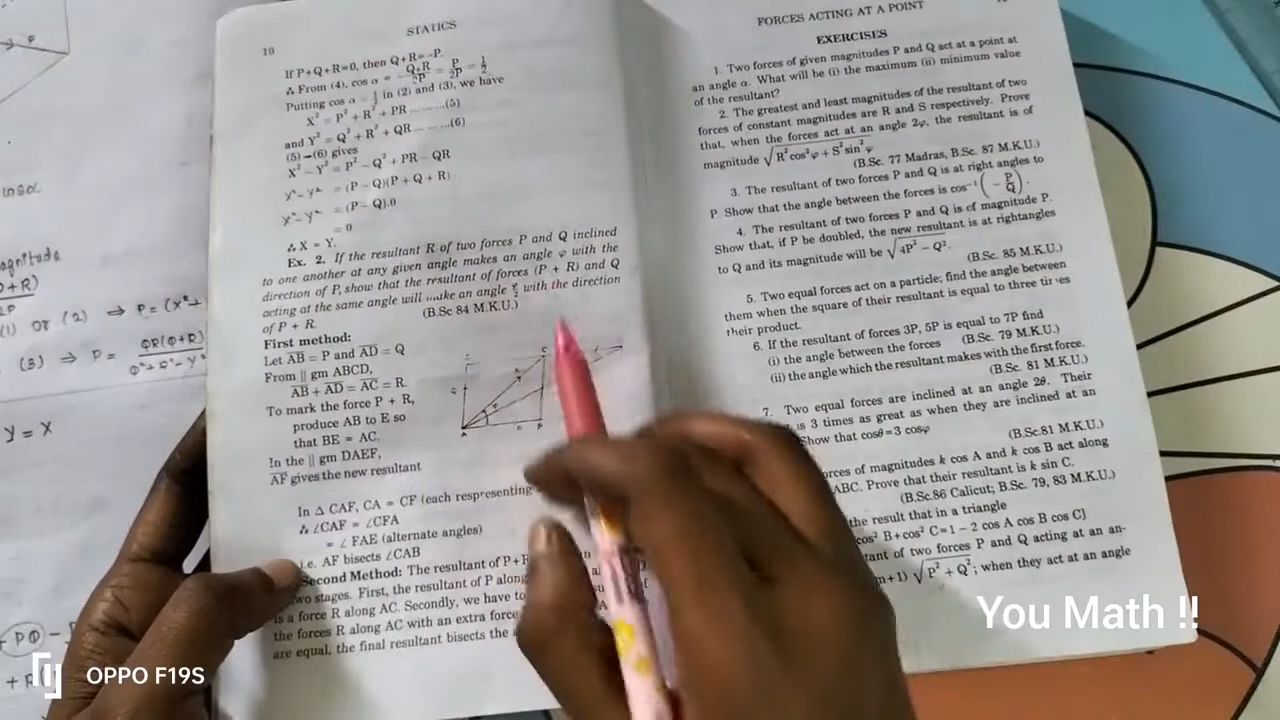 10
STATICS
If P+Q+R=0, then Q+R= -P.
∴ From (4), cos α = - Q+R/2P = P/2P = 1/2
Putting cos α = 1/2 in (2) and (3), we have
X² = P² + R² + PR .........(5)
and Y² = Q² + R² + QR .........(6)
(5) – (6) gives
X² – Y² = P² – Q² + PR – QR
= (P – Q)(P + Q + R)
= (P – Q).0
= 0
∴ X = Y.
Ex. 2. If the resultant R of two forces P and Q inclined
to one another at any given angle makes an angle φ with the
direction of P, show that the resultant of forces (P + R) and Q
acting at the same angle will ...ake an angle φ/2 with the direction
of P + R.
(B.Sc 84 M.K.U.)
First method:
Let AB = P and AD = Q
From || gm ABCD,
AB + AD = AC = R.
To mark the force P + R,
produce AB to E so
that BE = AC.
In the || gm DAEF,
AF gives the new resultant
In Δ CAF, CA = CF (each respresenting
∴ ∠CAF = ∠CFA
= ∠ FAE (alternate angles)
i.e. AF bisects ∠CAB
Second Method: The resultant of P+R
two stages. First, the resultant of P along
is a force R along AC. Secondly, we have to
the forces R along AC with an extra force
are equal, the final resultant bisects the
FORCES ACTING AT A POINT
EXERCISES
1. Two forces of given magnitudes P and Q act at a point at
an angle α. What will be (i) the maximum (ii) minimum value
of the resultant?
2. The greatest and least magnitudes of the resultant of two
forces of constant magnitudes are R and S respectively. Prove
that, when the forces act at an angle 2φ, the resultant is of
magnitude √R² cos² φ + S² sin² φ
(B.Sc. 77 Madras, B.Sc. 87 M.K.U.)
3. The resultant of two forces P and Q is at right angles to
P Show that the angle between the forces is cos⁻¹ (– P/Q).
4. The resultant of two forces P and Q is of magnitude P.
Show that, if P be doubled, the new resultant is at rightangles
to Q and its magnitude will be √4P² – Q².
(B.Sc. 85 M.K.U.)
5. Two equal forces act on a particle; find the angle between
them when the square of their resultant is equal to three times
their product.
6. If the resultant of forces 3P, 5P is equal to 7P find
(i) the angle between the forces (B.Sc. 79 M.K.U.)
(ii) the angle which the resultant makes with the first force.
(B.Sc. 81 M.K.U.)
7. Two equal forces are inclined at an angle 2θ. Their
is 3 times as great as when they are inclined at an
Show that cosθ=3 cosφ
(B.Sc.81 M.K.U.)
forces of magnitudes k cos A and k cos B act along
ABC. Prove that their resultant is k sin C.
(B.Sc.86 Calicut; B.Sc. 79, 83 M.K.U.)
the result that in a triangle
cos² B+cos² C=1 – 2 cos A cos B cos C]
of two forces P and Q acting at an an-
m+1) √P² + Q²; when they act at an angle
agnitude
(1) or (2) ⇒
(3) ⇒ P = QR(Q+R)
Y = X
You Math !!
OPPO F19S